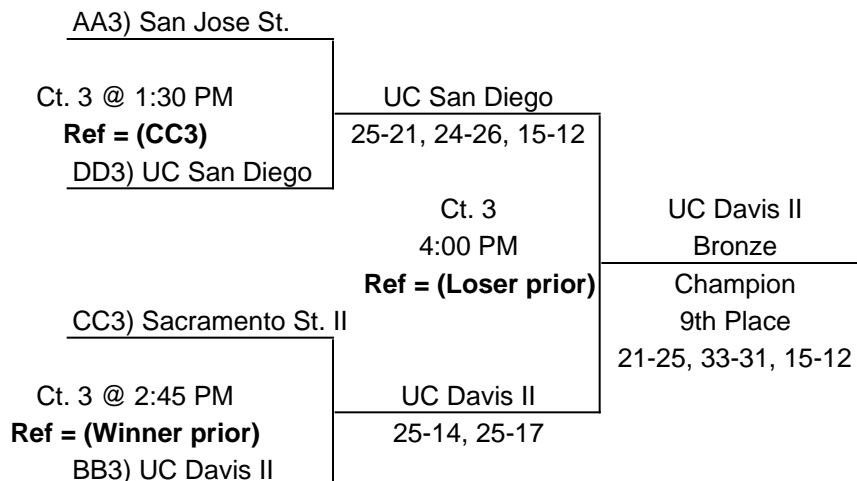 AA3) San Jose St.
Ct. 3 @ 1:30 PM
UC San Diego
Ref = (CC3)
25-21, 24-26, 15-12
DD3) UC San Diego
Ct. 3
UC Davis II
4:00 PM
Bronze
Ref = (Loser prior)
Champion
CC3) Sacramento St. II
9th Place
21-25, 33-31, 15-12
Ct. 3 @ 2:45 PM
UC Davis II
Ref = (Winner prior)
25-14, 25-17
BB3) UC Davis II